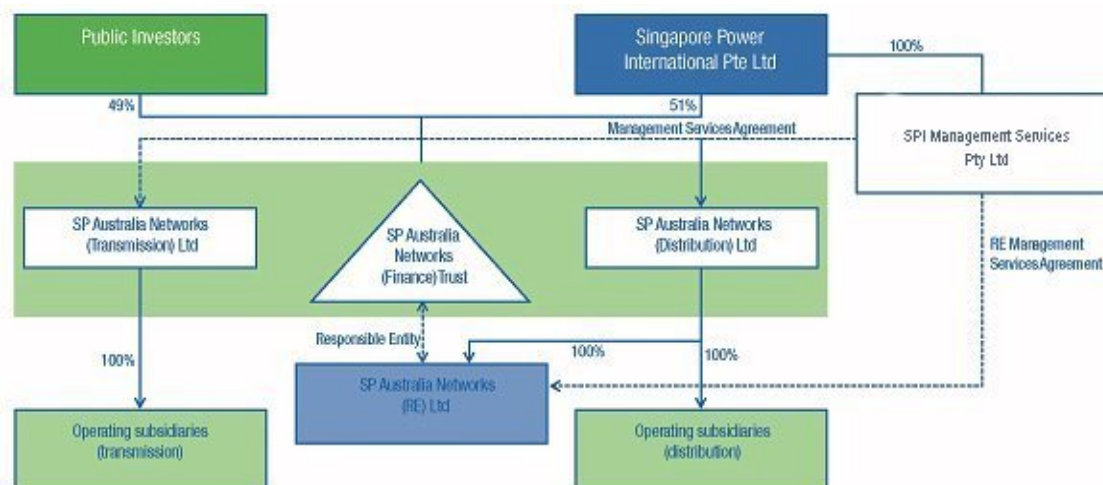 Public Investors
Singapore Power
International Pte Ltd
100%
49%
51%
Management Services Agreement
SPI Management Services
Pty Ltd
SP Australia Networks
(Transmission) Ltd
SP Australia
Networks
(Finance) Trust
SP Australia Networks
(Distribution) Ltd
RE Management
Services Agreement
Responsible Entity
100%
100%
100%
SP Australia Networks
(RE) Ltd
Operating subsidiaries
(transmission)
Operating subsidiaries
(distribution)